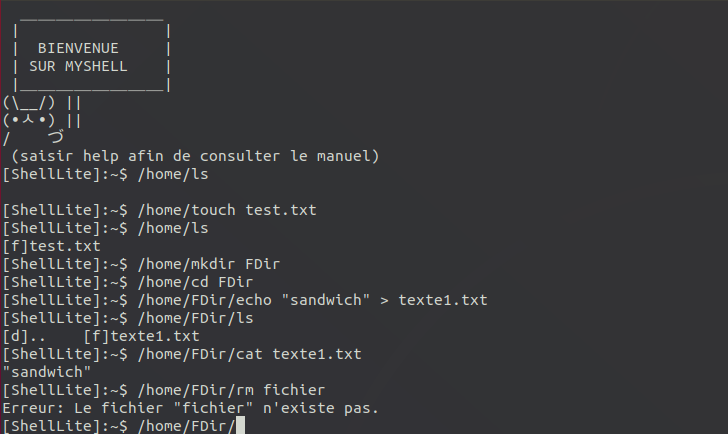 BIENVENUE
SUR MYSHELL
(\__/) ||
(•ㅅ•) ||
/    づ
(saisir help afin de consulter le manuel)
[ShellLite]:~$ /home/ls
[ShellLite]:~$ /home/touch test.txt
[ShellLite]:~$ /home/ls
[f]test.txt
[ShellLite]:~$ /home/mkdir FDir
[ShellLite]:~$ /home/cd FDir
[ShellLite]:~$ /home/FDir/echo "sandwich" > texte1.txt
[ShellLite]:~$ /home/FDir/ls
[d]..    [f]texte1.txt
[ShellLite]:~$ /home/FDir/cat texte1.txt
"sandwich"
[ShellLite]:~$ /home/FDir/rm fichier
Erreur: Le fichier "fichier" n'existe pas.
[ShellLite]:~$ /home/FDir/